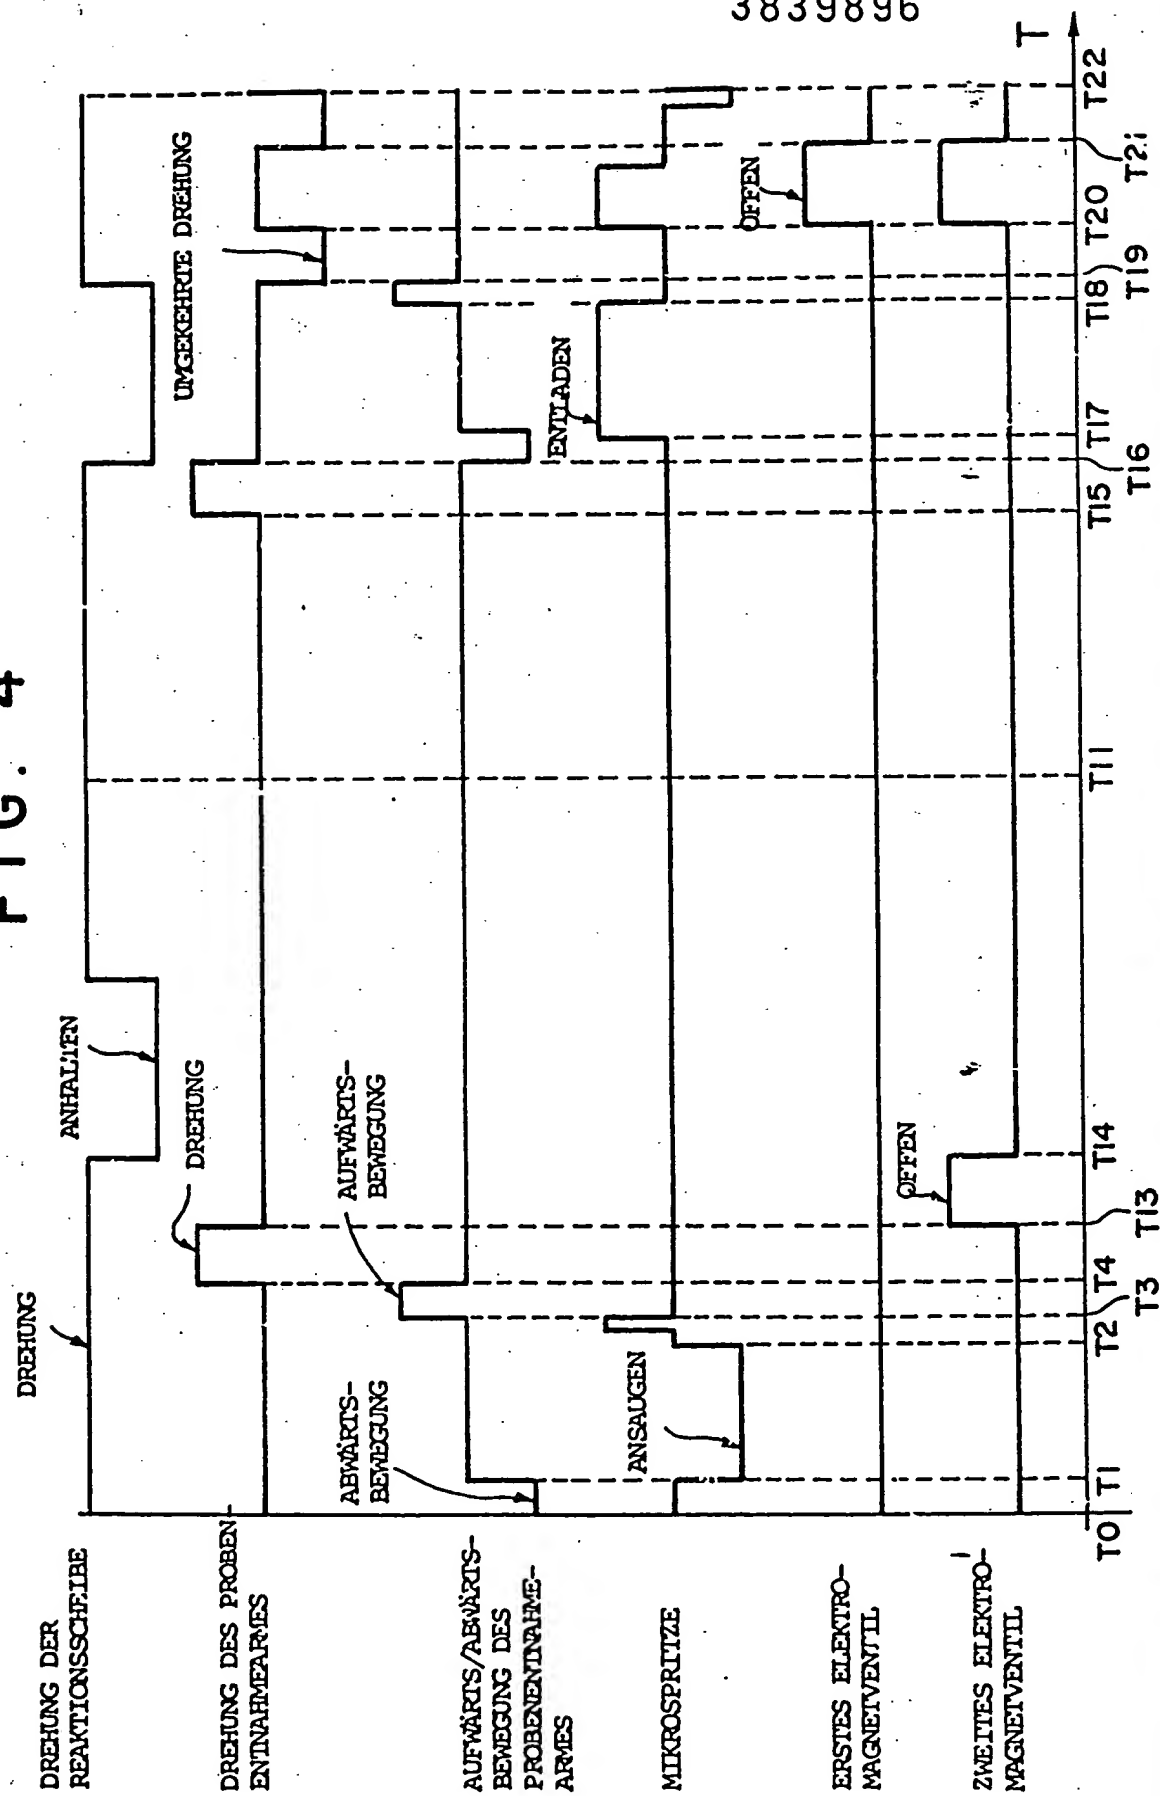 3839896
FIG. 4
DREHUNG
ANHALTEN
DREHUNG
UMGEKEHRTE DREHUNG
AUFWÄRTS-
BEWEGUNG
ABWÄRTS-
BEWEGUNG
ANSAUGEN
ENTLADEN
OFFEN
OFFEN
DREHUNG DER
REAKTIONSSCHEIBE
DREHUNG DES PROBEN
ENTNAHMEARMES
AUFWÄRTS/ABWÄRTS-
BEWEGUNG DES
PROBENENTNAHME-
ARMES
MIKROSPRITZE
ERSTES ELEKTRO-
MAGNETVENTIL
ZWEITES ELEKTRO-
MAGNETVENTIL
T0 T1 T2 T3 T4 T13 T14 T11 T15 T16 T17 T18 T19 T20 T21 T22
T